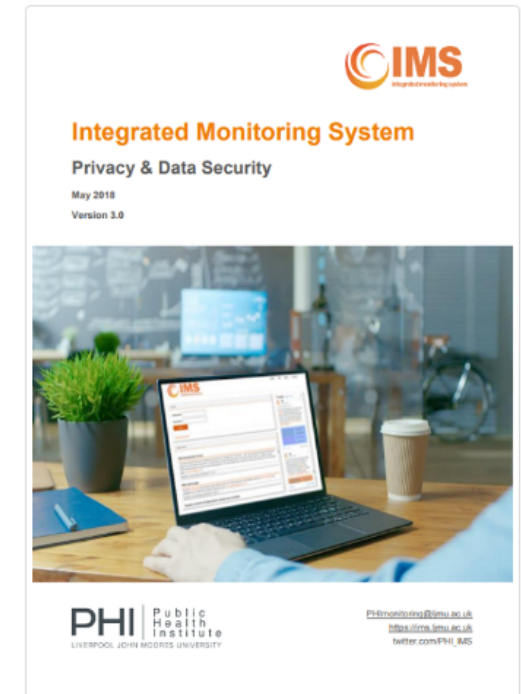 IMS
integrated monitoring system
Integrated Monitoring System
Privacy & Data Security
May 2018
Version 3.0
IMS
PHI
Public
Health
Institute
LIVERPOOL JOHN MOORES UNIVERSITY
PHImonitoring@ljmu.ac.uk
https://ims.ljmu.ac.uk
twitter.com/PHI_IMS